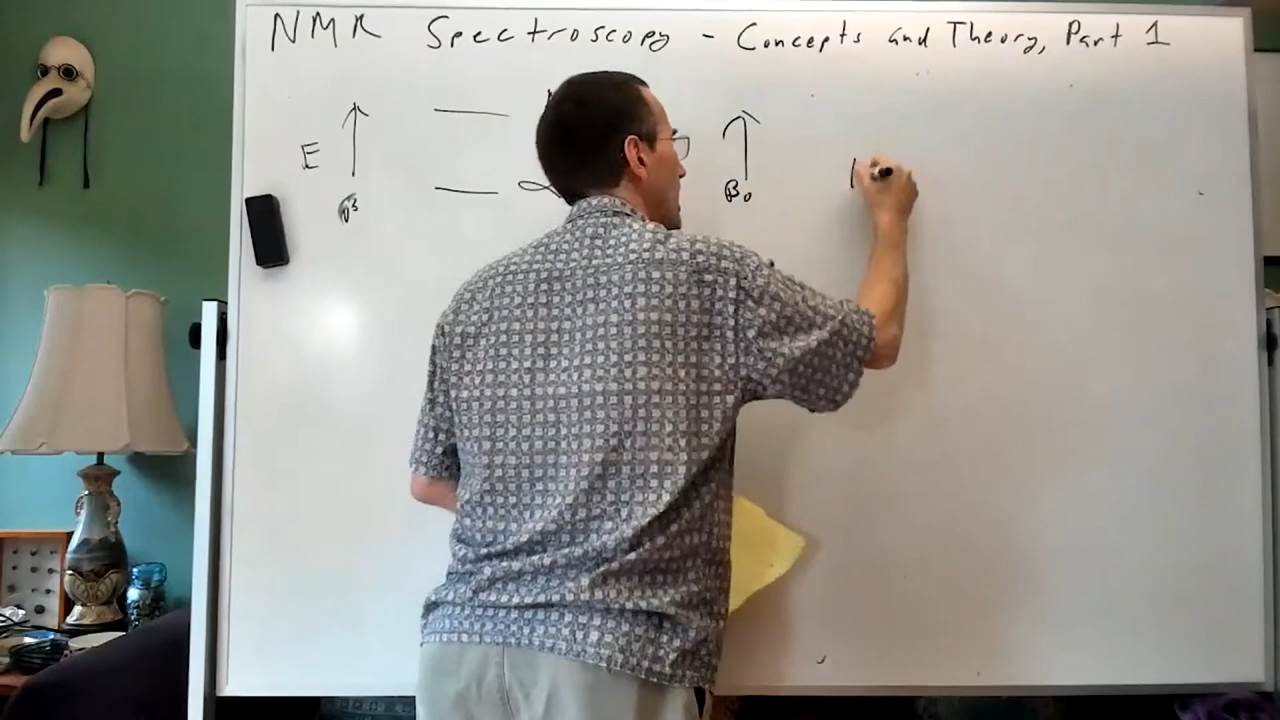 NMR Spectroscopy - Concepts and Theory, Part 1
E
α
B₀